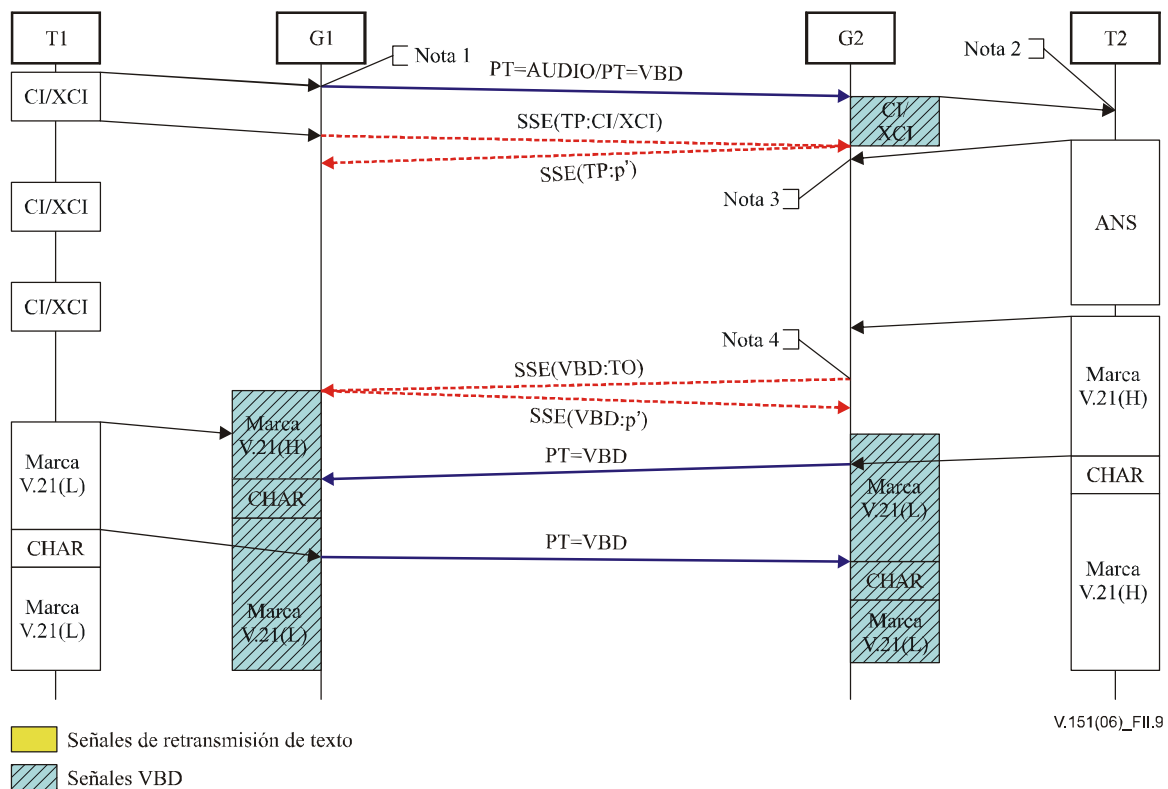 T1
G1
G2
T2
Nota 1
Nota 2
PT=AUDIO/PT=VBD
CI/XCI
CI/
XCI
SSE(TP:CI/XCI)
SSE(TP:p')
Nota 3
CI/XCI
ANS
CI/XCI
Nota 4
SSE(VBD:TO)
SSE(VBD:p')
Marca
V.21(H)
Marca
V.21(H)
PT=VBD
Marca
V.21(L)
CHAR
Marca
V.21(L)
CHAR
PT=VBD
CHAR
CHAR
Marca
V.21(L)
Marca
V.21(L)
Marca
V.21(L)
Marca
V.21(H)
V.151(06)_FII.9
Señales de retransmisión de texto
Señales VBD